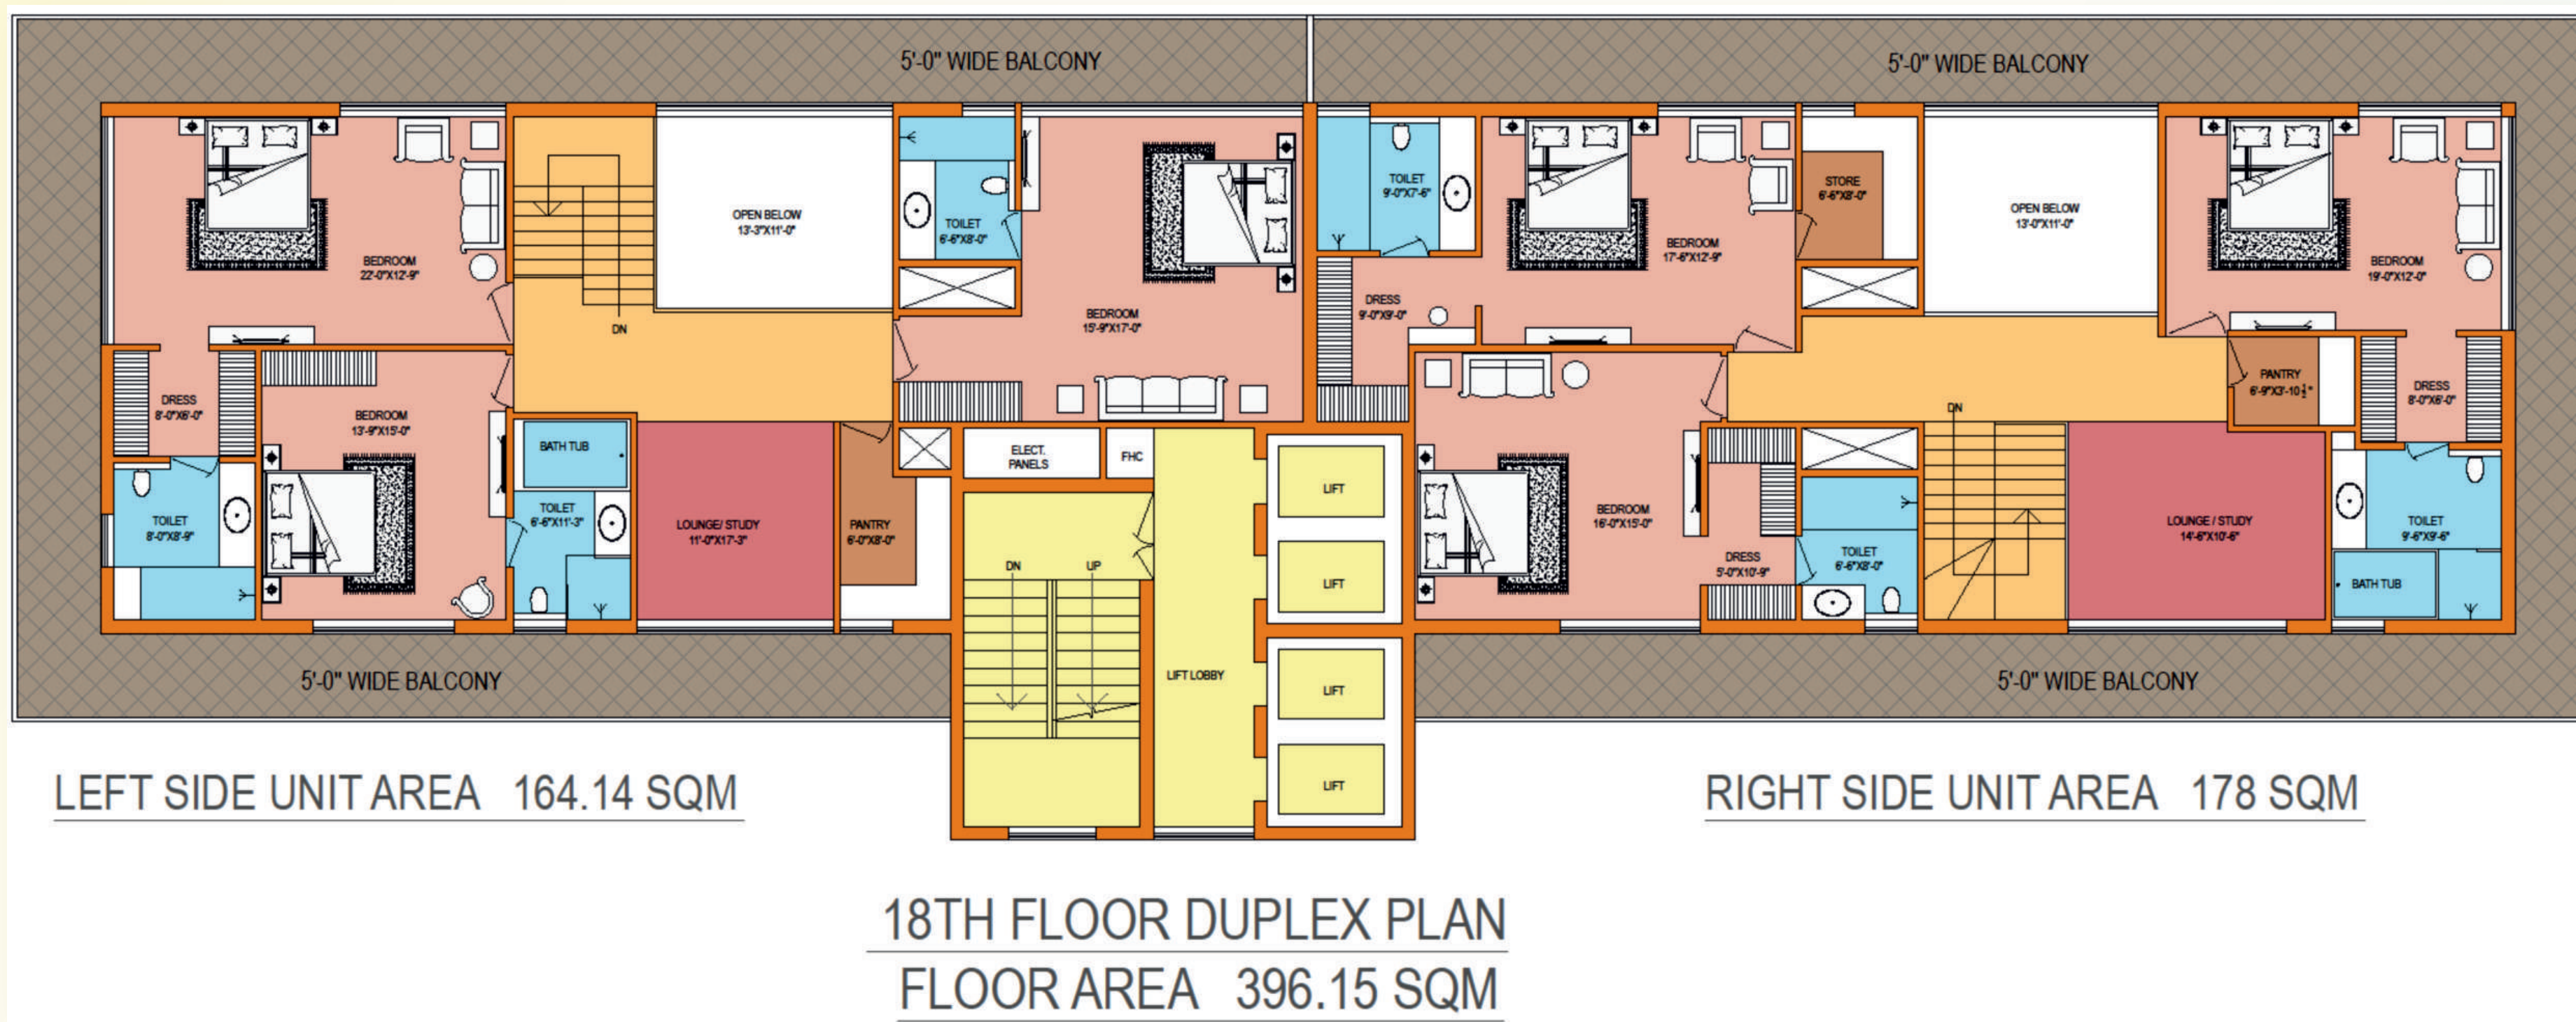 5'-0" WIDE BALCONY
5'-0" WIDE BALCONY
BEDROOM
22'-0"X12'-9"
DN
OPEN BELOW
13'-3"X11'-0"
TOILET
6'-6"X8'-0"
BEDROOM
15'-9"X17'-0"
TOILET
9'-0"X7'-6"
DRESS
9'-0"X9'-0"
BEDROOM
17'-6"X12'-9"
STORE
6'-6"X8'-0"
OPEN BELOW
13'-0"X11'-0"
BEDROOM
19'-0"X12'-0"
DRESS
8'-0"X6'-0"
BEDROOM
13'-9"X15'-0"
BATH TUB
TOILET
8'-0"X8'-9"
TOILET
6'-6"X11'-3"
LOUNGE/ STUDY
11'-0"X17'-3"
PANTRY
6'-0"X8'-0"
ELECT.
PANELS
FHC
DN
UP
LIFT LOBBY
LIFT
LIFT
LIFT
LIFT
BEDROOM
16'-0"X15'-0"
DRESS
5'-0"X10'-9"
TOILET
6'-6"X8'-0"
DN
LOUNGE / STUDY
14'-6"X10'-6"
PANTRY
6'-9"X3'-10½"
DRESS
8'-0"X6'-0"
TOILET
9'-6"X9'-6"
BATH TUB
5'-0" WIDE BALCONY
5'-0" WIDE BALCONY
LEFT SIDE UNIT AREA 164.14 SQM
RIGHT SIDE UNIT AREA 178 SQM
18TH FLOOR DUPLEX PLAN
FLOOR AREA 396.15 SQM